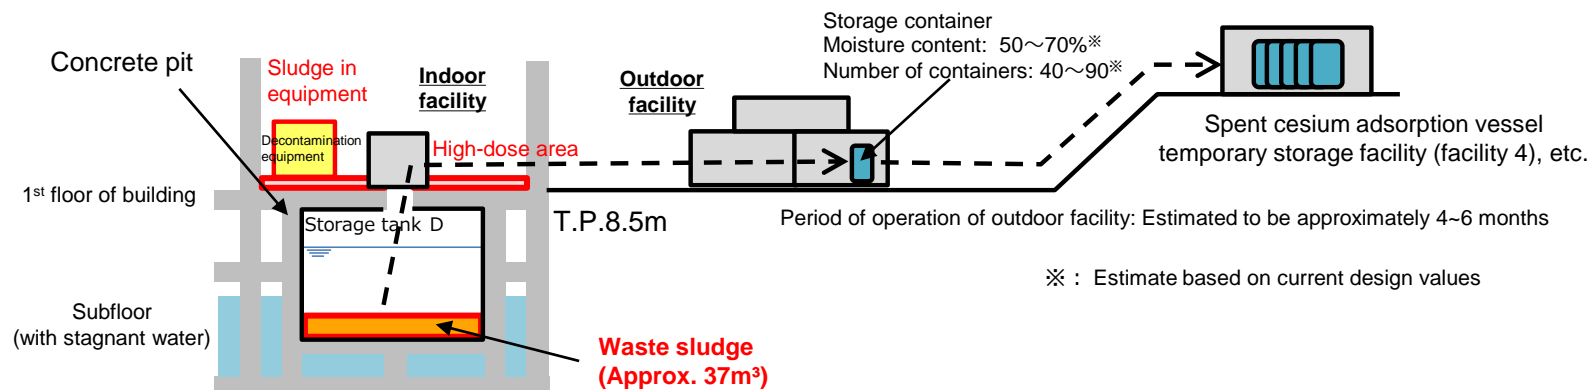 Concrete pit
Sludge in
equipment
Indoor
facility
Outdoor
facility
Storage container
Moisture content: 50～70%※
Number of containers: 40～90※
Decontamination
equipment
High-dose area
1st floor of building
Storage tank D
T.P.8.5m
Spent cesium adsorption vessel
temporary storage facility (facility 4), etc.
Period of operation of outdoor facility: Estimated to be approximately 4~6 months
※： Estimate based on current design values
Subfloor
(with stagnant water)
Waste sludge
(Approx. 37m³)